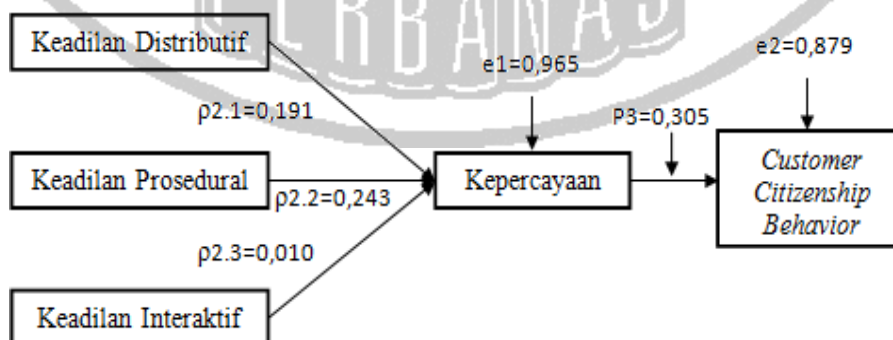 ERBANAS
Keadilan Distributif
e1=0,965
e2=0,879
ρ2.1=0,191
P3=0,305
Keadilan Prosedural
ρ2.2=0,243
Kepercayaan
Customer
Citizenship
Behavior
ρ2.3=0,010
Keadilan Interaktif